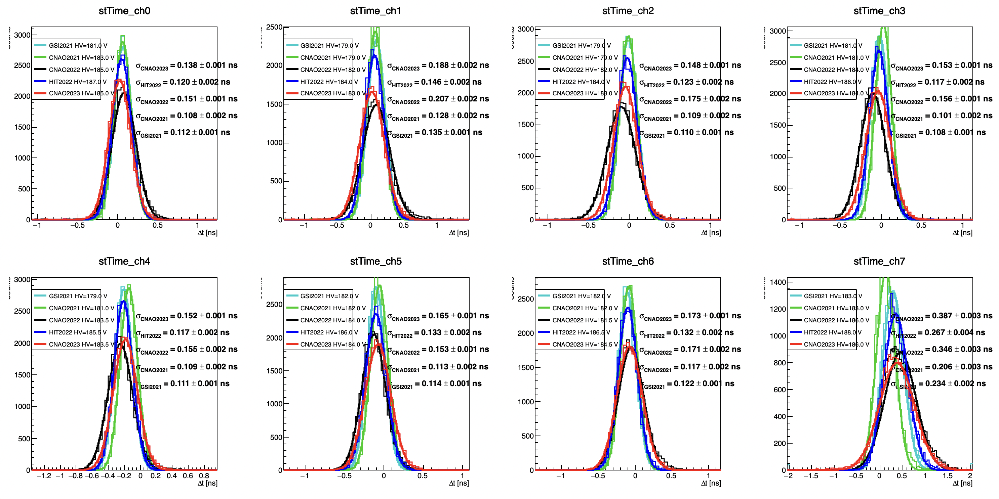 stTime_ch0
3000
2500
2000
1500
1000
500
0
−1
−0.5
0
0.5
1
Δt [ns]
GSI2021 HV=181.0 V
CNAO2021 HV=183.0 V
CNAO2022 HV=185.0 V
HIT2022 HV=187.0 V
CNAO2023 HV=185.0 V
σCNAO2023 = 0.138 ± 0.001 ns
σHIT2022 = 0.120 ± 0.002 ns
σCNAO2022 = 0.151 ± 0.001 ns
σCNAO2021 = 0.108 ± 0.002 ns
σGSI2021 = 0.112 ± 0.001 ns
stTime_ch1
2500
2000
1500
1000
500
0
−1
−0.5
0
0.5
1
Δt [ns]
GSI2021 HV=179.0 V
CNAO2021 HV=179.0 V
CNAO2022 HV=182.0 V
HIT2022 HV=184.0 V
CNAO2023 HV=183.0 V
σCNAO2023 = 0.188 ± 0.002 ns
σHIT2022 = 0.146 ± 0.002 ns
σCNAO2022 = 0.207 ± 0.002 ns
σCNAO2021 = 0.128 ± 0.002 ns
σGSI2021 = 0.135 ± 0.001 ns
stTime_ch2
3000
2500
2000
1500
1000
500
0
−1
−0.5
0
0.5
1
Δt [ns]
GSI2021 HV=179.0 V
CNAO2021 HV=179.0 V
CNAO2022 HV=182.0 V
HIT2022 HV=184.0 V
CNAO2023 HV=183.0 V
σCNAO2023 = 0.148 ± 0.001 ns
σHIT2022 = 0.123 ± 0.002 ns
σCNAO2022 = 0.175 ± 0.002 ns
σCNAO2021 = 0.109 ± 0.002 ns
σGSI2021 = 0.110 ± 0.001 ns
stTime_ch3
3000
2500
2000
1500
1000
500
0
−1
−0.5
0
0.5
1
Δt [ns]
GSI2021 HV=181.0 V
CNAO2021 HV=181.0 V
CNAO2022 HV=184.0 V
HIT2022 HV=186.0 V
CNAO2023 HV=184.0 V
σCNAO2023 = 0.153 ± 0.001 ns
σHIT2022 = 0.117 ± 0.002 ns
σCNAO2022 = 0.156 ± 0.001 ns
σCNAO2021 = 0.101 ± 0.002 ns
σGSI2021 = 0.108 ± 0.001 ns
stTime_ch4
3000
2500
2000
1500
1000
500
0
−1.2
−1
−0.8
−0.6
−0.4
−0.2
0
0.2
0.4
0.6
0.8
Δt [ns]
GSI2021 HV=179.0 V
CNAO2021 HV=181.0 V
CNAO2022 HV=183.5 V
HIT2022 HV=185.5 V
CNAO2023 HV=183.5 V
σCNAO2023 = 0.152 ± 0.001 ns
σHIT2022 = 0.117 ± 0.002 ns
σCNAO2022 = 0.155 ± 0.002 ns
σCNAO2021 = 0.109 ± 0.002 ns
σGSI2021 = 0.111 ± 0.001 ns
stTime_ch5
2500
2000
1500
1000
500
0
−1
−0.5
0
0.5
1
Δt [ns]
GSI2021 HV=182.0 V
CNAO2021 HV=182.0 V
CNAO2022 HV=184.0 V
HIT2022 HV=186.0 V
CNAO2023 HV=184.0 V
σCNAO2023 = 0.165 ± 0.001 ns
σHIT2022 = 0.133 ± 0.002 ns
σCNAO2022 = 0.153 ± 0.001 ns
σCNAO2021 = 0.113 ± 0.002 ns
σGSI2021 = 0.114 ± 0.001 ns
stTime_ch6
2500
2000
1500
1000
500
0
−1
−0.5
0
0.5
1
Δt [ns]
GSI2021 HV=182.0 V
CNAO2021 HV=182.0 V
CNAO2022 HV=184.5 V
HIT2022 HV=186.5 V
CNAO2023 HV=184.5 V
σCNAO2023 = 0.173 ± 0.001 ns
σHIT2022 = 0.132 ± 0.002 ns
σCNAO2022 = 0.171 ± 0.002 ns
σCNAO2021 = 0.117 ± 0.002 ns
σGSI2021 = 0.122 ± 0.001 ns
stTime_ch7
1400
1200
1000
800
600
400
200
0
−2
−1.5
−1
−0.5
0
0.5
1
1.5
2
Δt [ns]
GSI2021 HV=183.0 V
CNAO2021 HV=183.0 V
CNAO2022 HV=186.0 V
HIT2022 HV=188.0 V
CNAO2023 HV=186.0 V
σCNAO2023 = 0.387 ± 0.003 ns
σHIT2022 = 0.267 ± 0.004 ns
σCNAO2022 = 0.346 ± 0.003 ns
σCNAO2021 = 0.206 ± 0.003 ns
σGSI2021 = 0.234 ± 0.002 ns